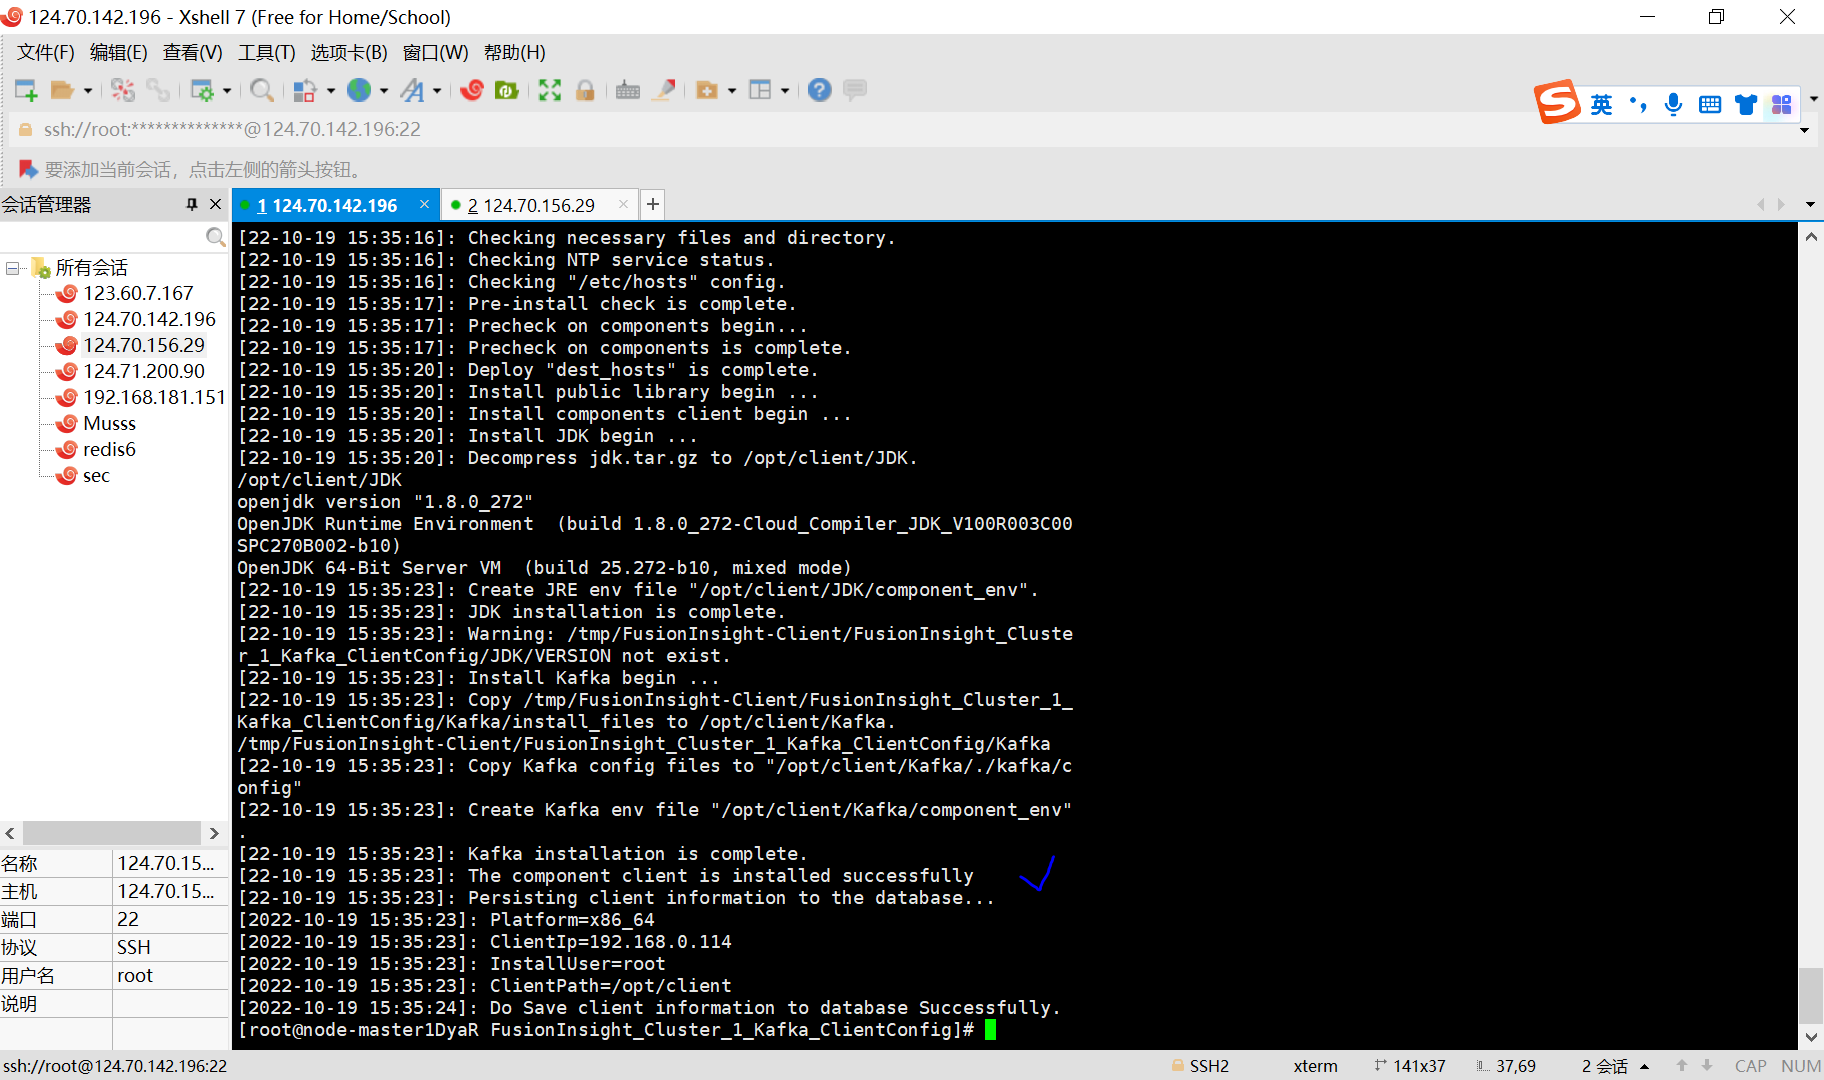 124.70.142.196 - Xshell 7 (Free for Home/School)
文件(F) 编辑(E) 查看(V) 工具(T) 选项卡(B) 窗口(W) 帮助(H)
英
ssh://root:**************@124.70.142.196:22
要添加当前会话，点击左侧的箭头按钮。
会话管理器
1 124.70.142.196
2 124.70.156.29
所有会话
123.60.7.167
124.70.142.196
124.70.156.29
124.71.200.90
192.168.181.151
Musss
redis6
sec
名称 124.70.15...
主机 124.70.15...
端口 22
协议 SSH
用户名 root
说明
[22-10-19 15:35:16]: Checking necessary files and directory.
[22-10-19 15:35:16]: Checking NTP service status.
[22-10-19 15:35:16]: Checking "/etc/hosts" config.
[22-10-19 15:35:17]: Pre-install check is complete.
[22-10-19 15:35:17]: Precheck on components begin...
[22-10-19 15:35:17]: Precheck on components is complete.
[22-10-19 15:35:20]: Deploy "dest_hosts" is complete.
[22-10-19 15:35:20]: Install public library begin ...
[22-10-19 15:35:20]: Install components client begin ...
[22-10-19 15:35:20]: Install JDK begin ...
[22-10-19 15:35:20]: Decompress jdk.tar.gz to /opt/client/JDK.
/opt/client/JDK
openjdk version "1.8.0_272"
OpenJDK Runtime Environment  (build 1.8.0_272-Cloud_Compiler_JDK_V100R003C00
SPC270B002-b10)
OpenJDK 64-Bit Server VM  (build 25.272-b10, mixed mode)
[22-10-19 15:35:23]: Create JRE env file "/opt/client/JDK/component_env".
[22-10-19 15:35:23]: JDK installation is complete.
[22-10-19 15:35:23]: Warning: /tmp/FusionInsight-Client/FusionInsight_Cluste
r_1_Kafka_ClientConfig/JDK/VERSION not exist.
[22-10-19 15:35:23]: Install Kafka begin ...
[22-10-19 15:35:23]: Copy /tmp/FusionInsight-Client/FusionInsight_Cluster_1_
Kafka_ClientConfig/Kafka/install_files to /opt/client/Kafka.
/tmp/FusionInsight-Client/FusionInsight_Cluster_1_Kafka_ClientConfig/Kafka
[22-10-19 15:35:23]: Copy Kafka config files to "/opt/client/Kafka/./kafka/c
onfig"
[22-10-19 15:35:23]: Create Kafka env file "/opt/client/Kafka/component_env"
.
[22-10-19 15:35:23]: Kafka installation is complete.
[22-10-19 15:35:23]: The component client is installed successfully
[22-10-19 15:35:23]: Persisting client information to the database...
[2022-10-19 15:35:23]: Platform=x86_64
[2022-10-19 15:35:23]: ClientIp=192.168.0.114
[2022-10-19 15:35:23]: InstallUser=root
[2022-10-19 15:35:23]: ClientPath=/opt/client
[2022-10-19 15:35:24]: Do Save client information to database Successfully.
[root@node-master1DyaR FusionInsight_Cluster_1_Kafka_ClientConfig]#
ssh://root@124.70.142.196:22 SSH2 xterm 141x37 37,69 2 会话 CAP NUM